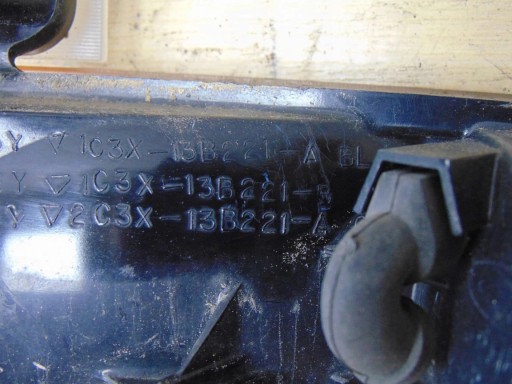 Y ▽ 1C3X-13B221-A BL
Y ▽ 1C3X-13B221-B
Y ▽ 2C3X-13B221-A